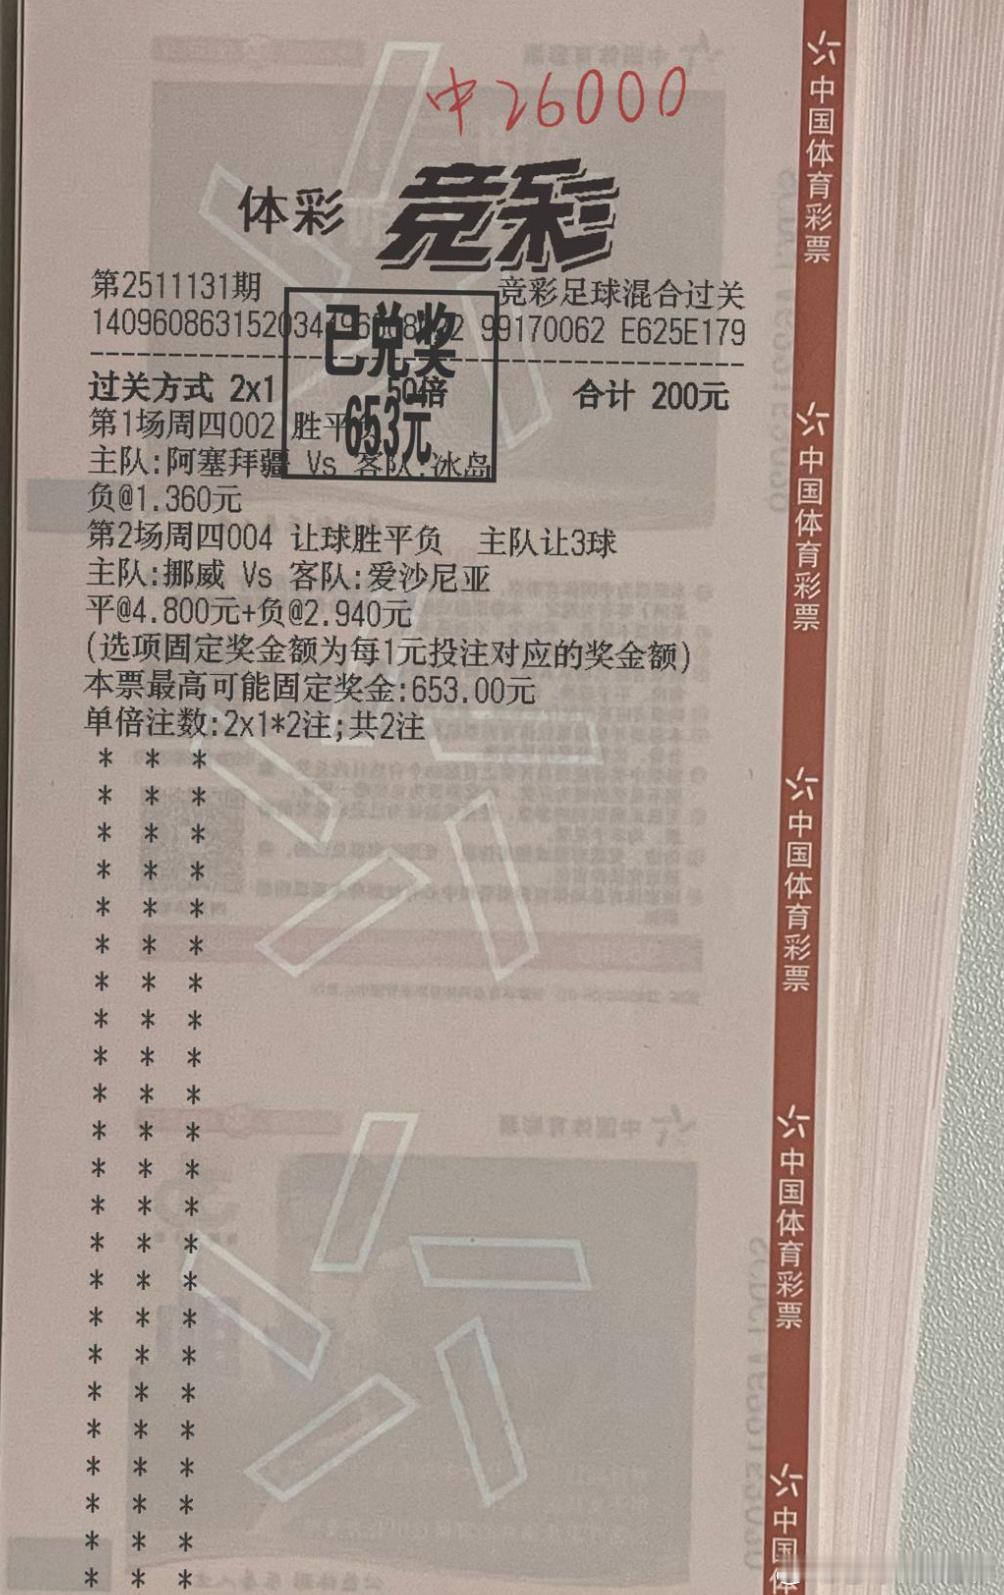 中26000
体彩 竞彩
第2511131期 竞彩足球混合过关
99170062 E625E179
已兑奖
653元
过关方式 2x1 50倍 合计 200元
第1场周四002 胜平
主队:阿塞拜疆 Vs 客队:冰岛
负@1.360元
第2场周四004 让球胜平负 主队让3球
主队:挪威 Vs 客队:爱沙尼亚
平@4.800元+负@2.940元
(选项固定奖金额为每1元投注对应的奖金额)
本票最高可能固定奖金:653.00元
单倍注数:2x1*2注;共2注
中国体育彩票
中国体育彩票
中国体育彩票
中国体育彩票
中国体